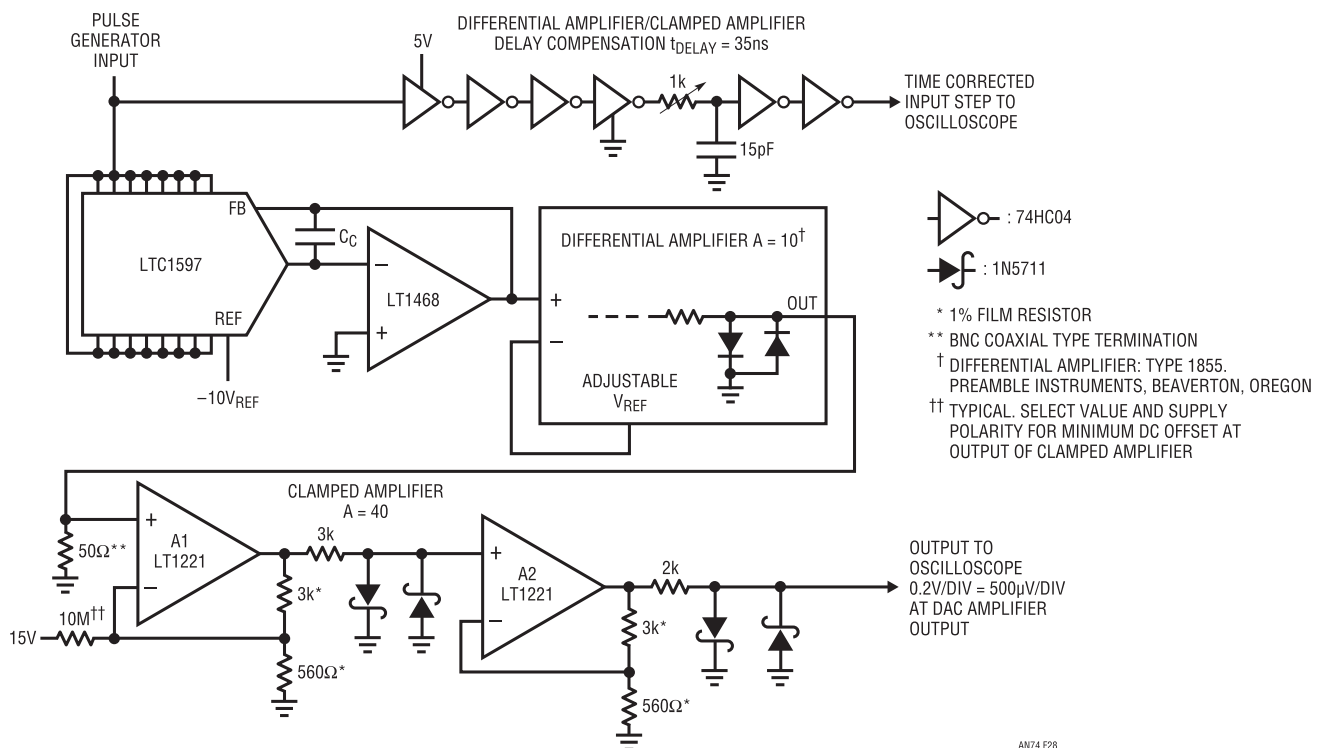 PULSE
GENERATOR
INPUT
DIFFERENTIAL AMPLIFIER/CLAMPED AMPLIFIER
DELAY COMPENSATION tDELAY = 35ns
5V
1k
15pF
TIME CORRECTED
INPUT STEP TO
OSCILLOSCOPE
FB
LTC1597
REF
–10VREF
CC
–
LT1468
+
DIFFERENTIAL AMPLIFIER A = 10†
+
–
OUT
ADJUSTABLE
VREF
: 74HC04
: 1N5711
* 1% FILM RESISTOR
** BNC COAXIAL TYPE TERMINATION
† DIFFERENTIAL AMPLIFIER: TYPE 1855.
PREAMBLE INSTRUMENTS, BEAVERTON, OREGON
†† TYPICAL. SELECT VALUE AND SUPPLY
POLARITY FOR MINIMUM DC OFFSET AT
OUTPUT OF CLAMPED AMPLIFIER
CLAMPED AMPLIFIER
A = 40
50Ω**
+
A1
LT1221
–
15V
10M††
3k
3k*
560Ω*
+
A2
LT1221
–
2k
3k*
560Ω*
OUTPUT TO
OSCILLOSCOPE
0.2V/DIV = 500µV/DIV
AT DAC AMPLIFIER
OUTPUT
AN74 F28